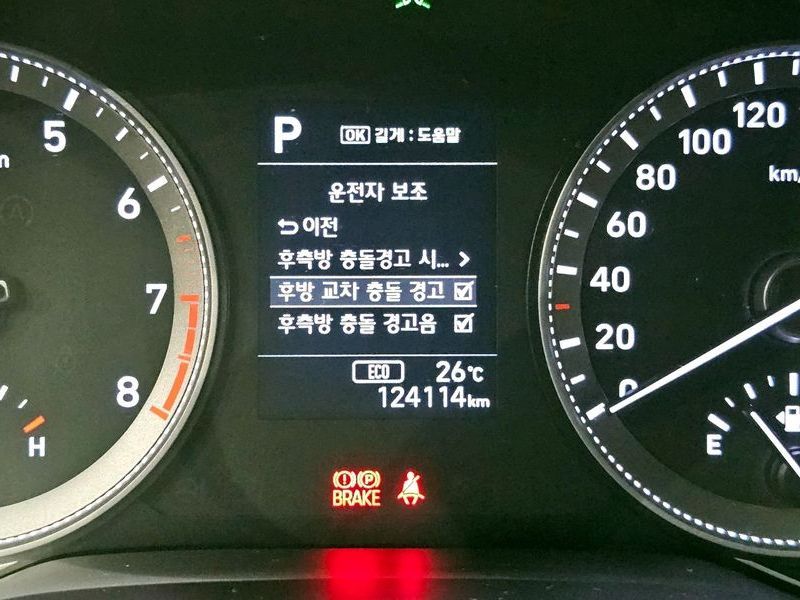 P OK 길게 : 도움말
운전자 보조
이전
후측방 충돌경고 시...
후방 교차 충돌 경고
후측방 충돌 경고음
ECO 26℃
124114km
BRAKE
5
6
7
8
H
120
100
80
60
40
20
0
km/
E